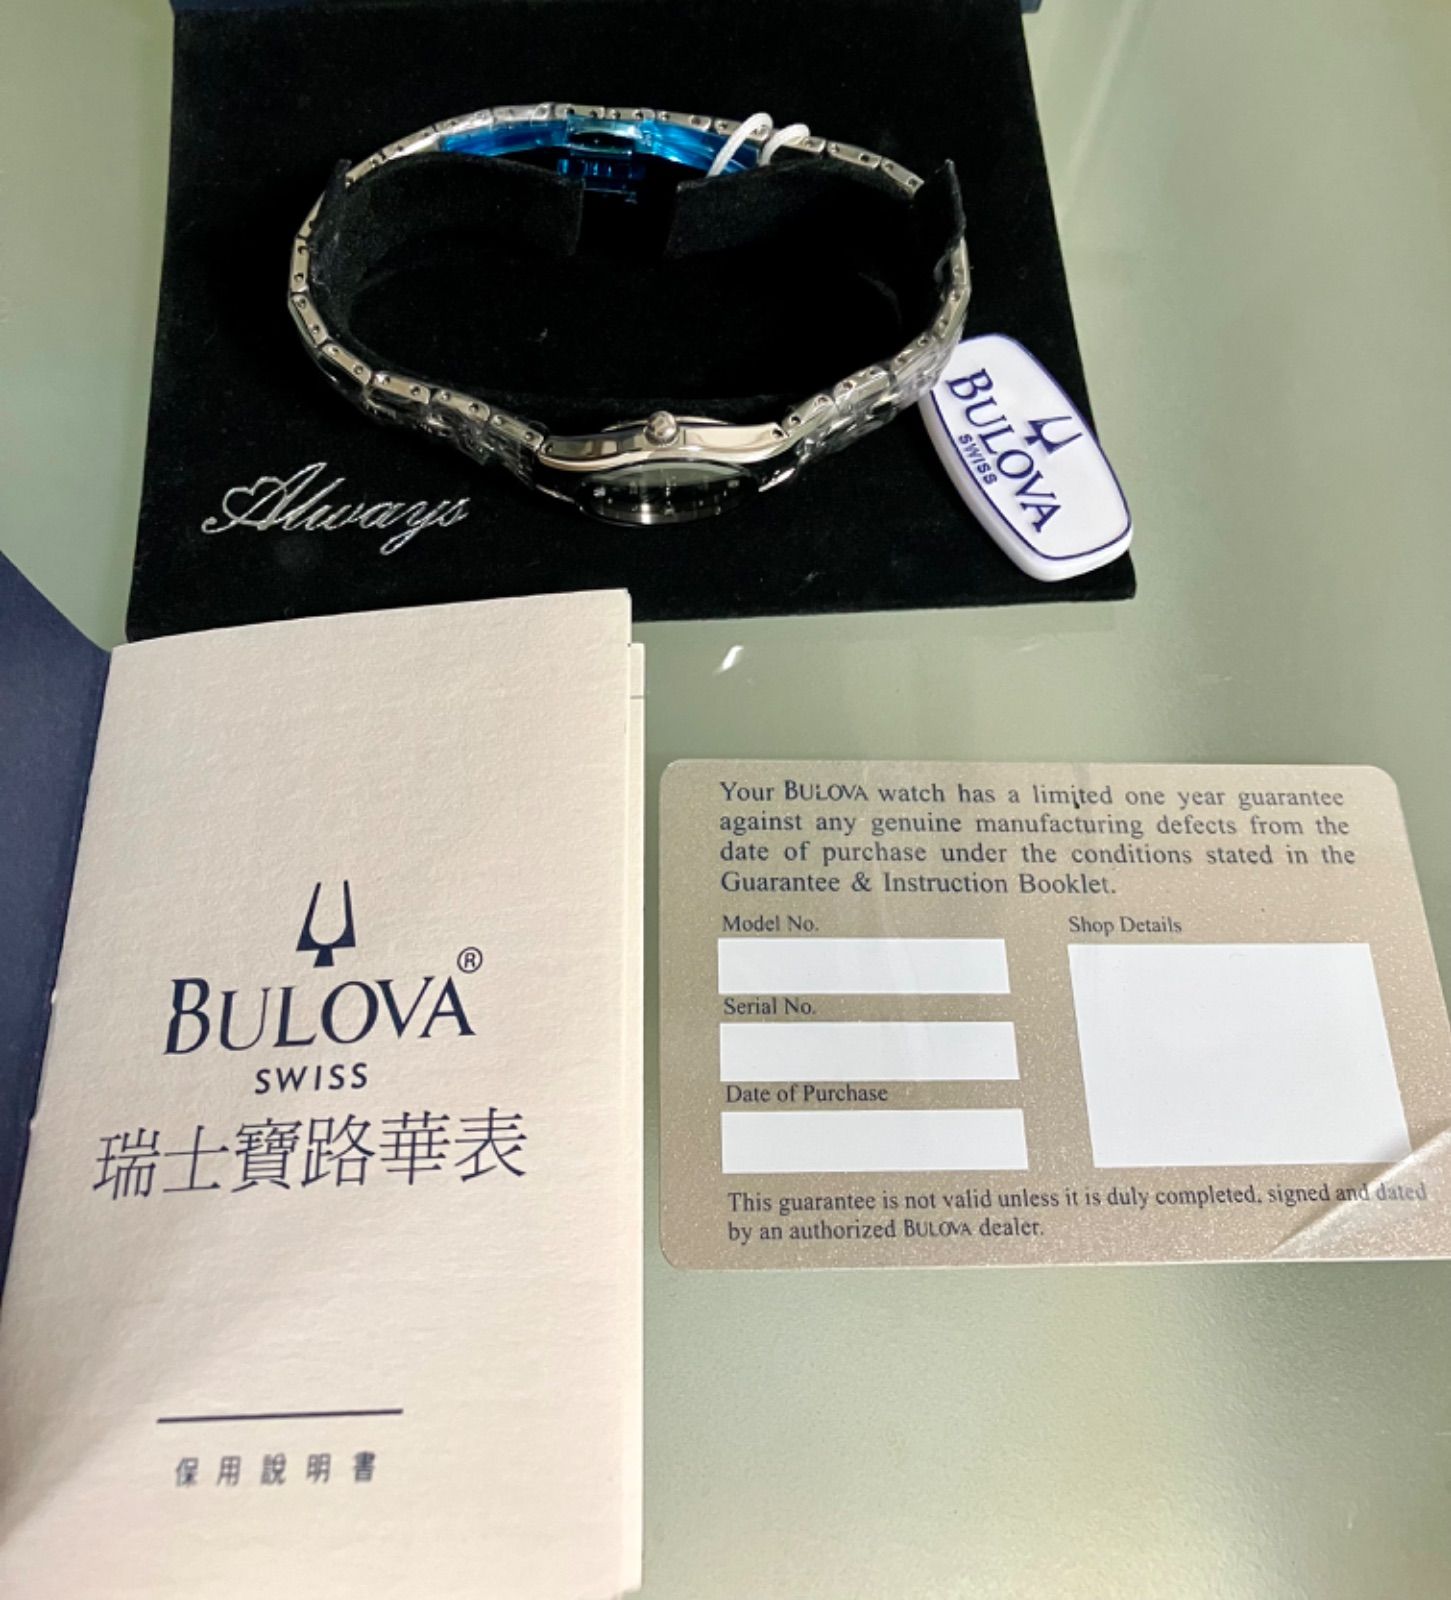 Always
BULOVA
SWISS
BULOVA®
SWISS
瑞士寶路華表
保用說明書
Your BULOVA watch has a limited one year guarantee
against any genuine manufacturing defects from the
date of purchase under the conditions stated in the
Guarantee & Instruction Booklet.
Model No.
Shop Details
Serial No.
Date of Purchase
This guarantee is not valid unless it is duly completed, signed and dated
by an authorized BULOVA dealer.